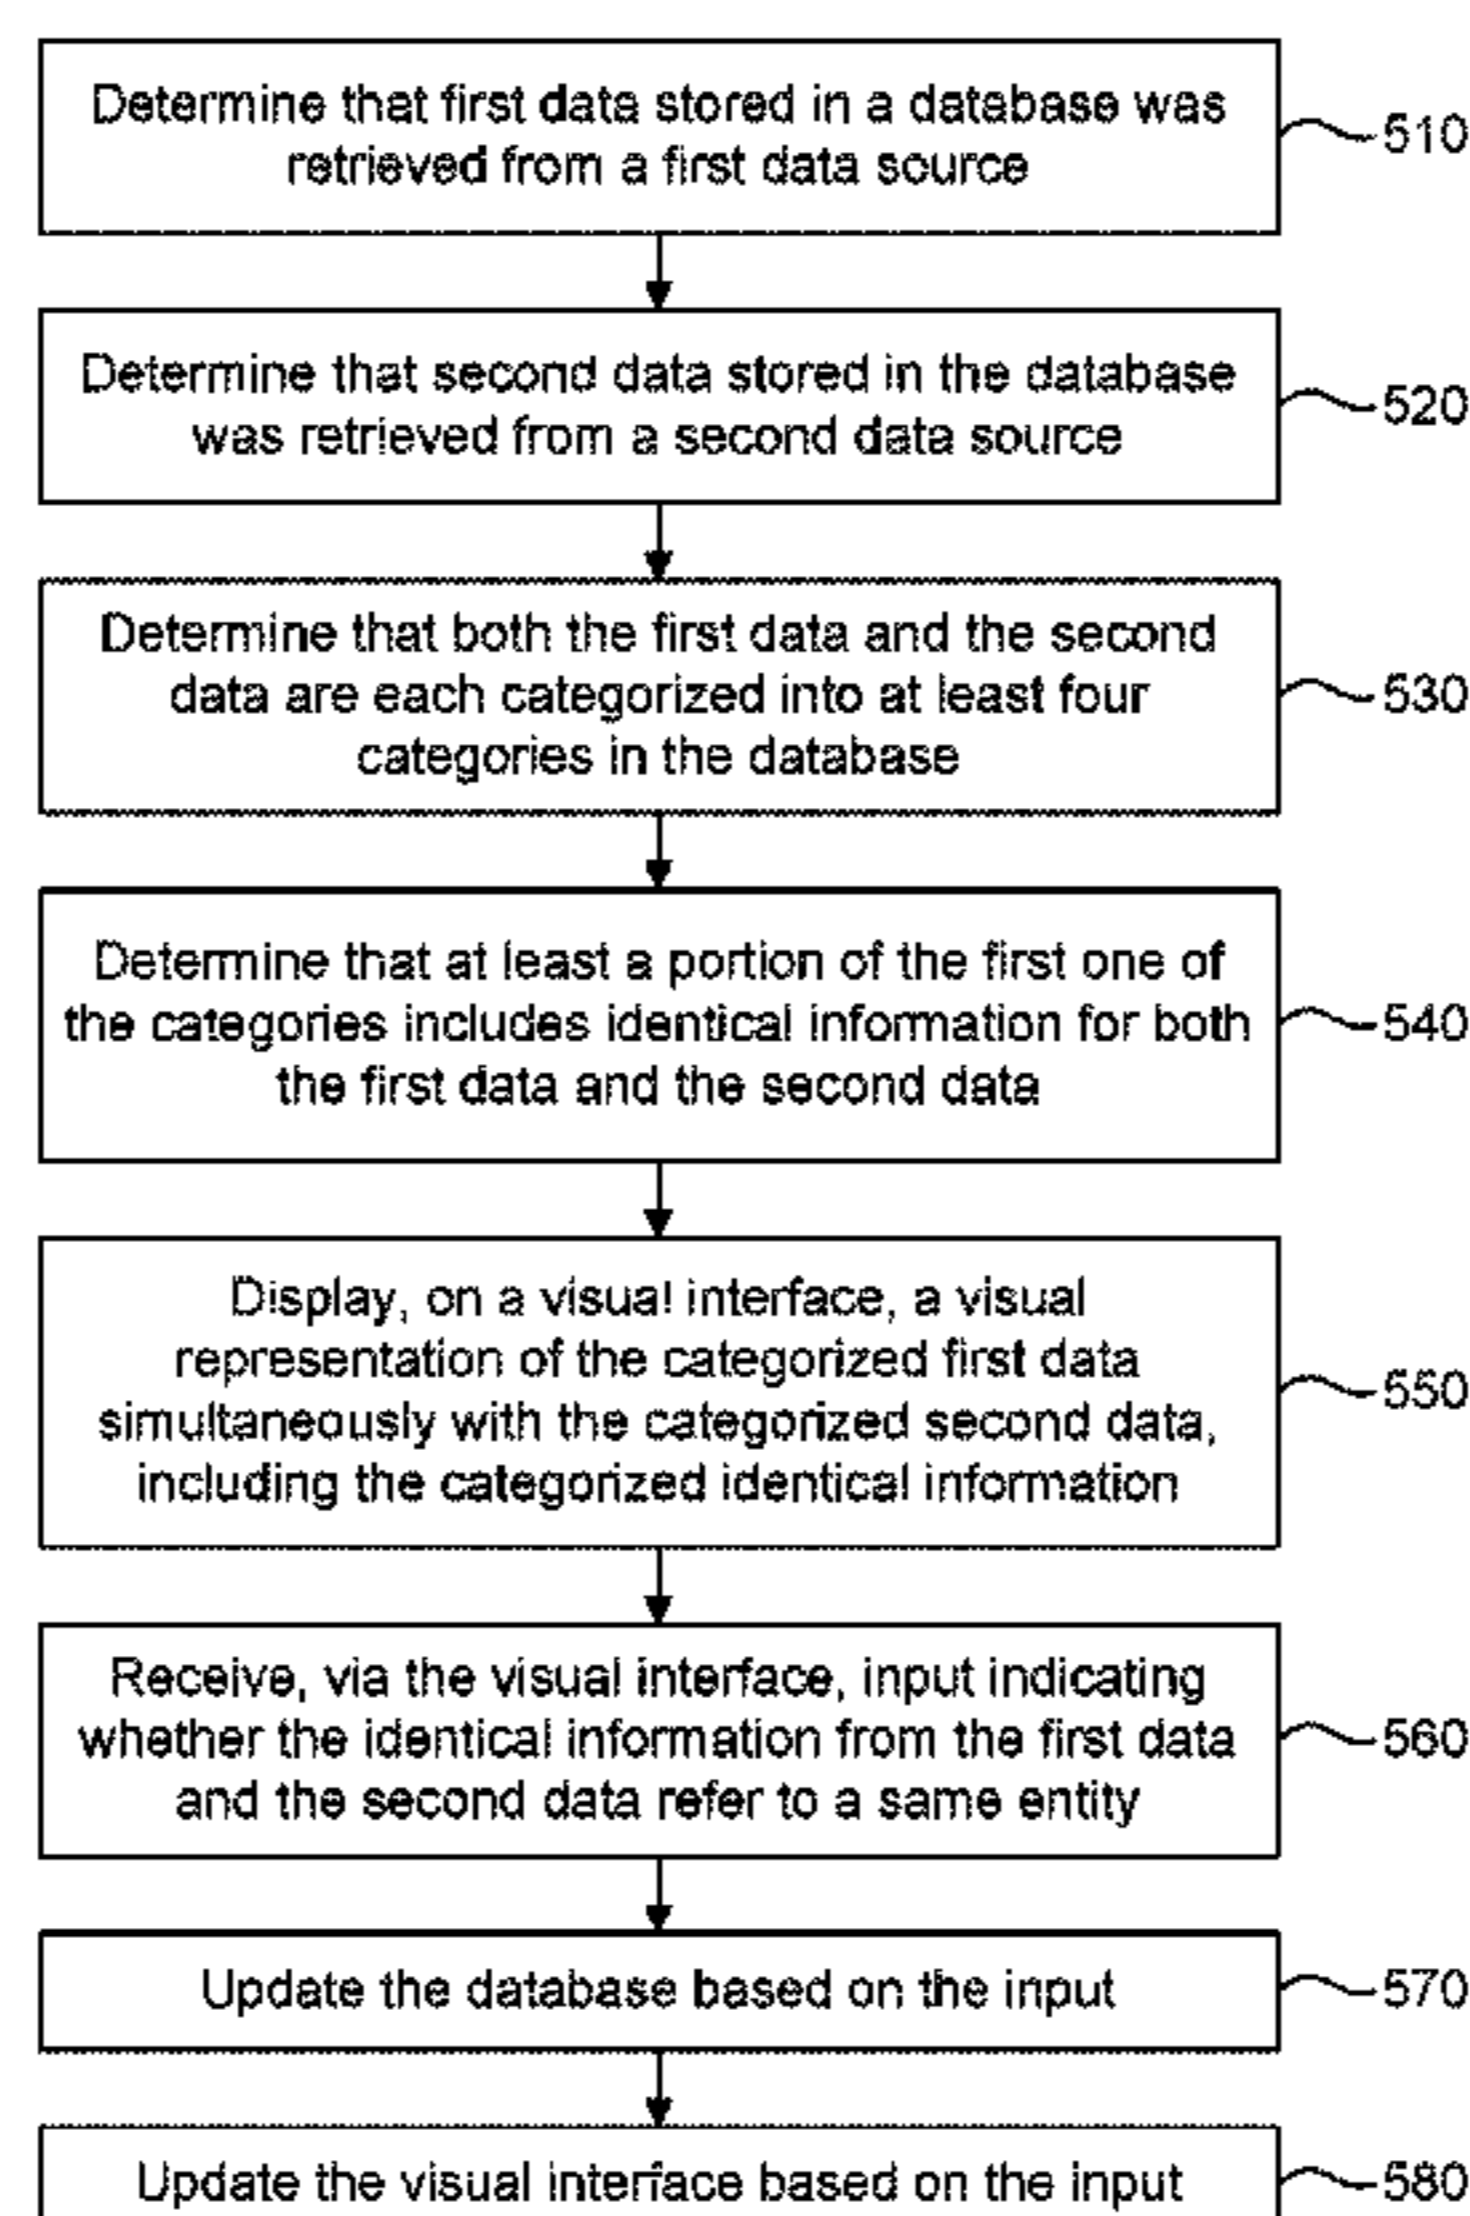 Determine that first data stored in a database was
retrieved from a first data source
510
Determine that second data stored in the database
was retrieved from a second data source
520
Determine that both the first data and the second
data are each categorized into at least four
categories in the database
530
Determine that at least a portion of the first one of
the categories includes identical information for both
the first data and the second data
540
Display, on a visual interface, a visual
representation of the categorized first data
simultaneously with the categorized second data,
including the categorized identical information
550
Receive, via the visual interface, input indicating
whether the identical information from the first data
and the second data refer to a same entity
560
Update the database based on the input
570
Update the visual interface based on the input
580